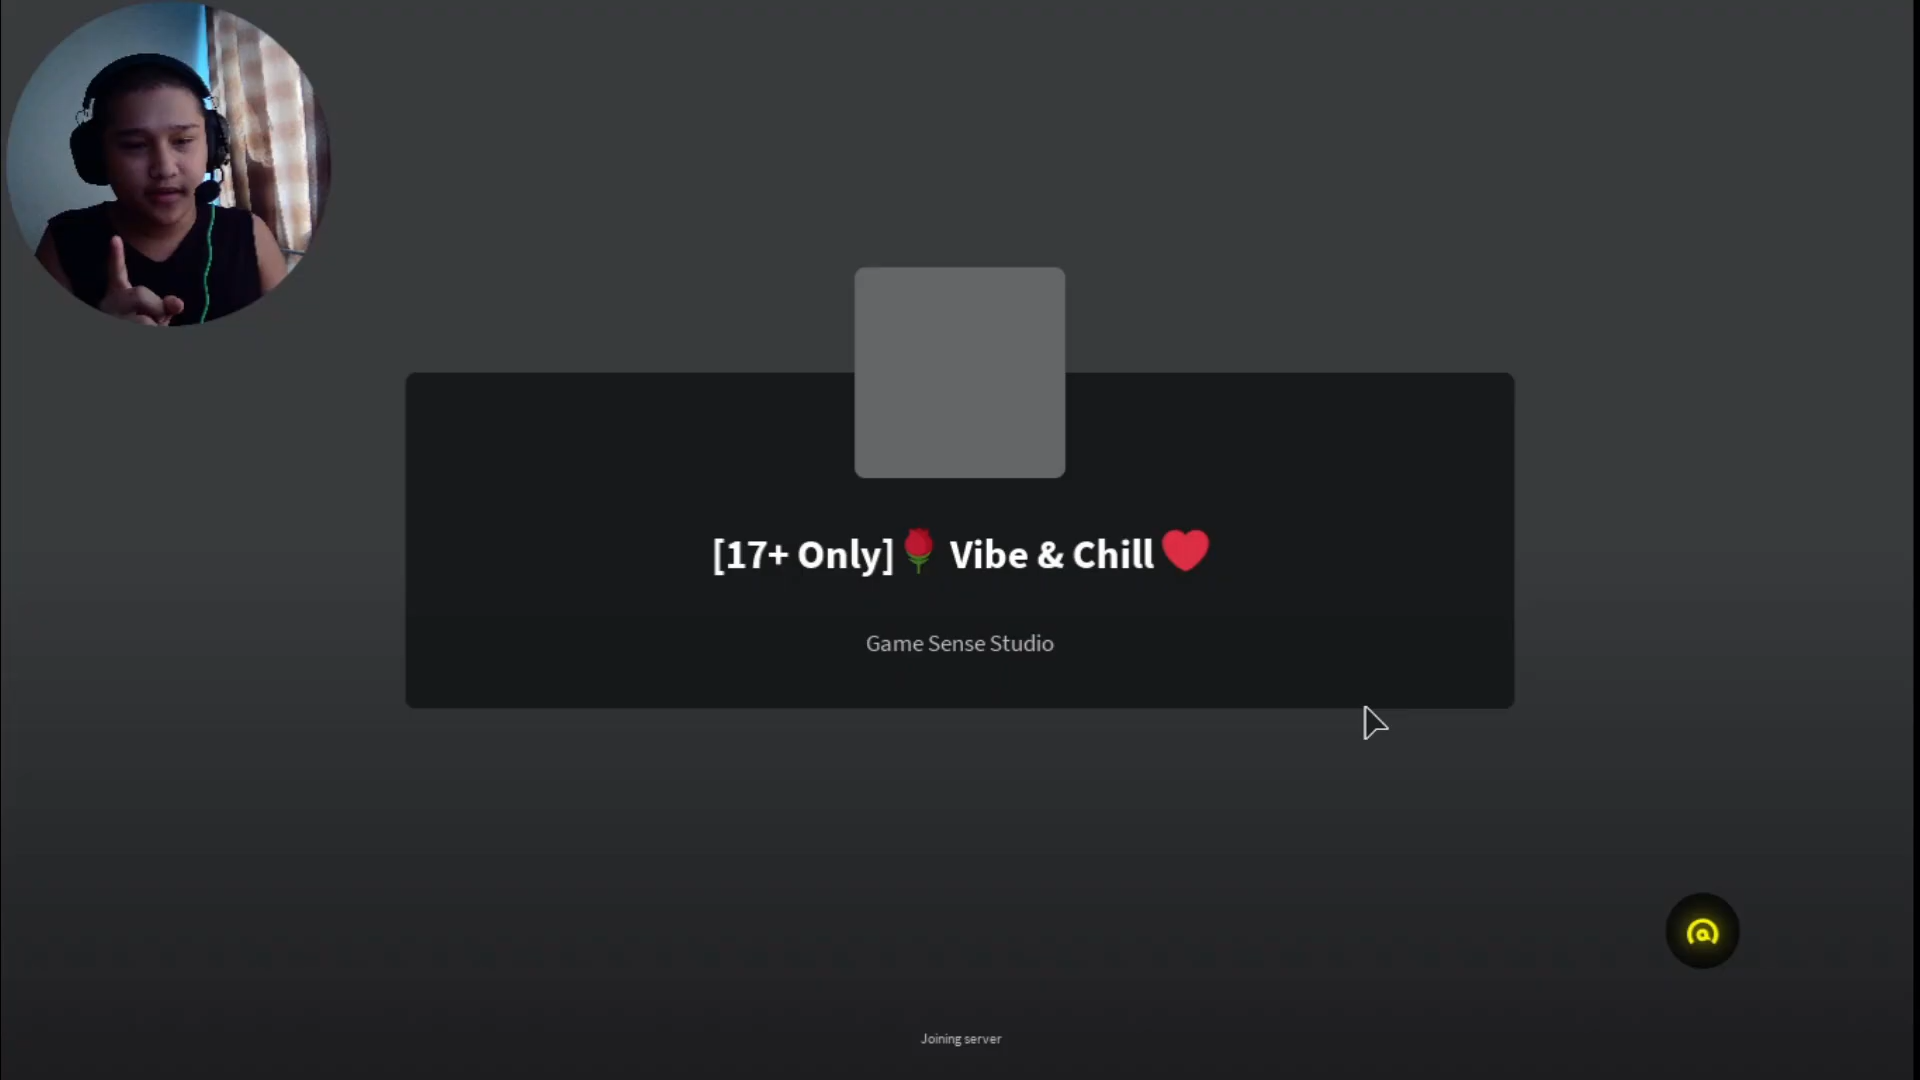 [17+ Only]🌹 Vibe & Chill❤️
Game Sense Studio
Joining server